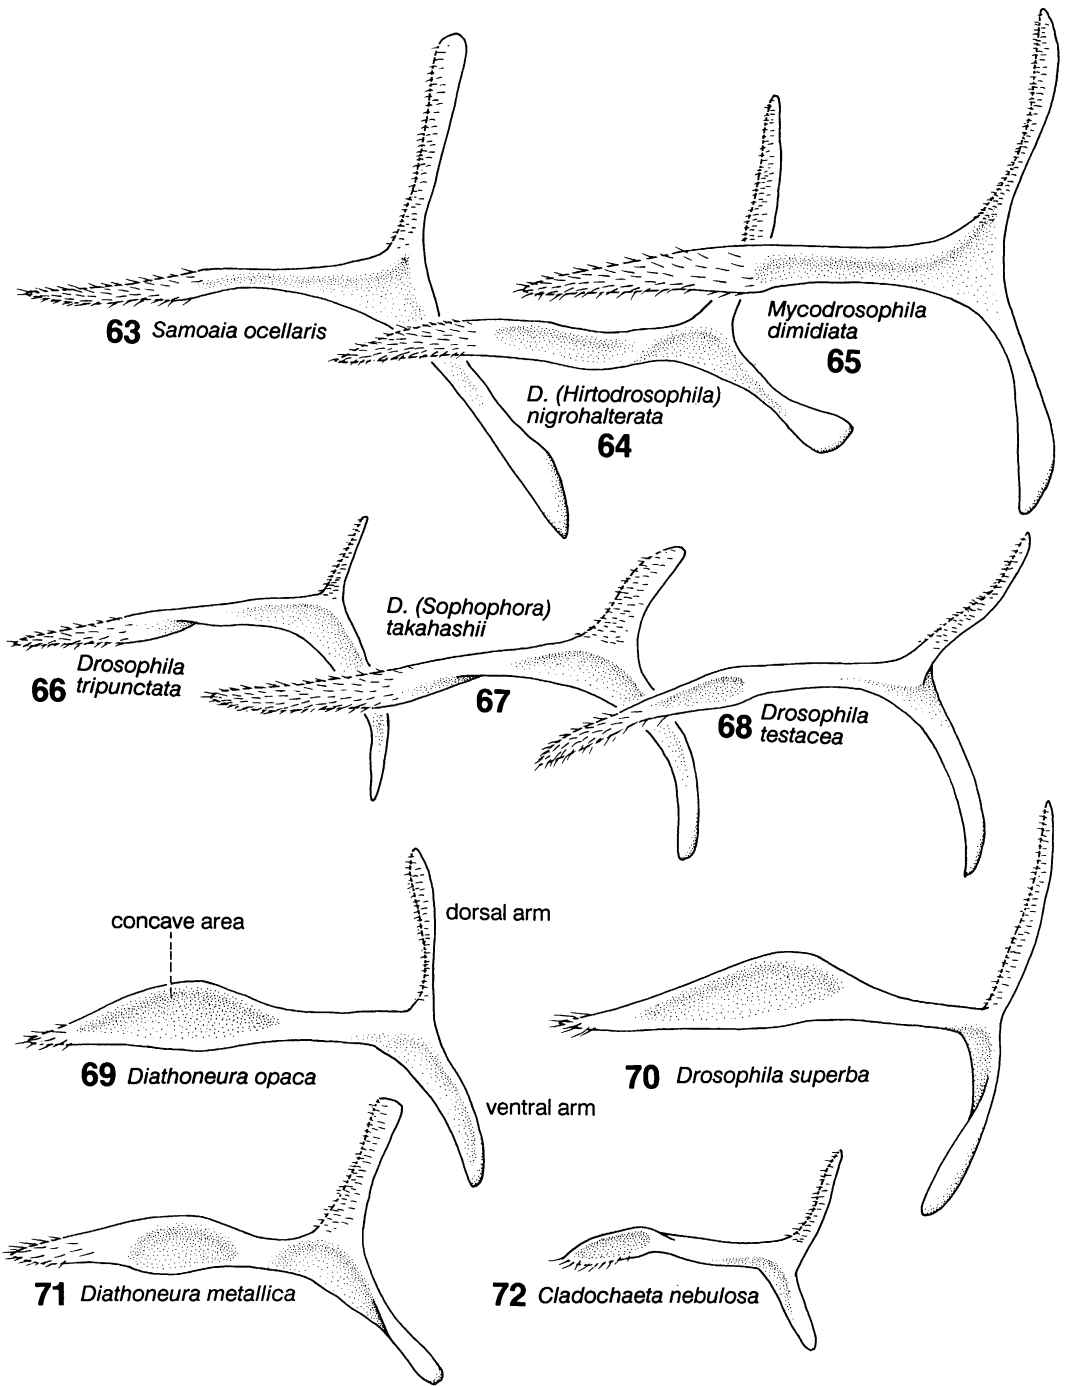 63 Samoaia ocellaris
Mycodrosophila
dimidiata
65
D. (Hirtodrosophila)
nigrohalterata
64
D. (Sophophora)
takahashii
67
66 Drosophila
tripunctata
68 Drosophila
testacea
concave area
dorsal arm
69 Diathoneura opaca
ventral arm
70 Drosophila superba
71 Diathoneura metallica
72 Cladochaeta nebulosa